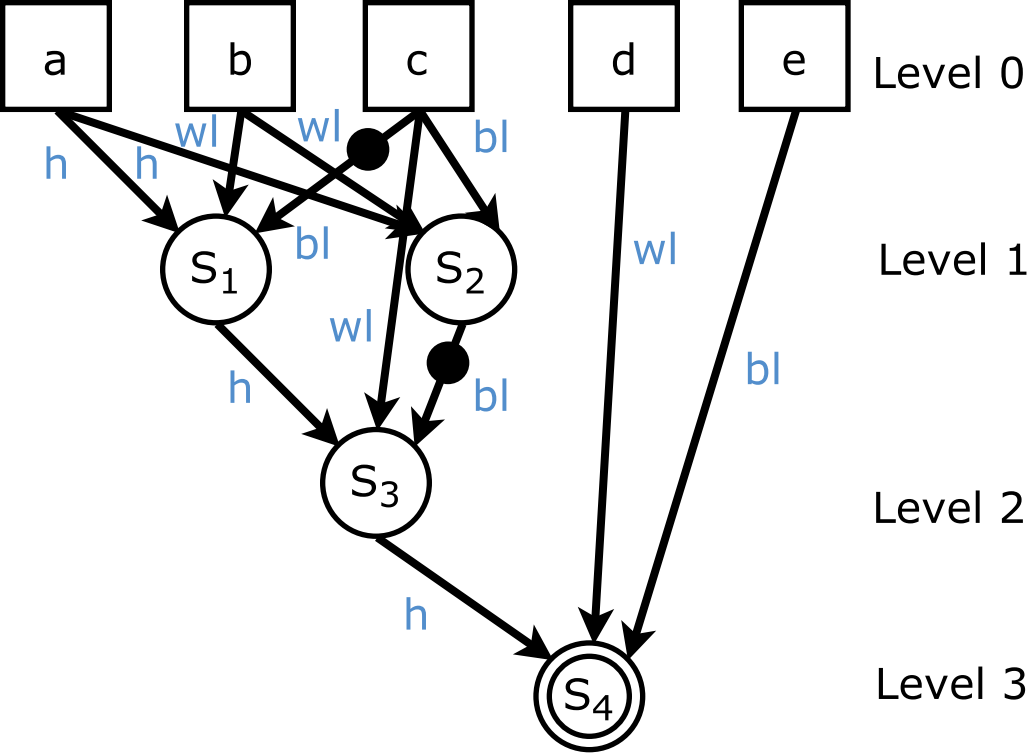 a b c d e Level 0
wl wl bl
h h
bl wl Level 1
S1 S2
wl bl
h bl
S3 Level 2
h
S4 Level 3